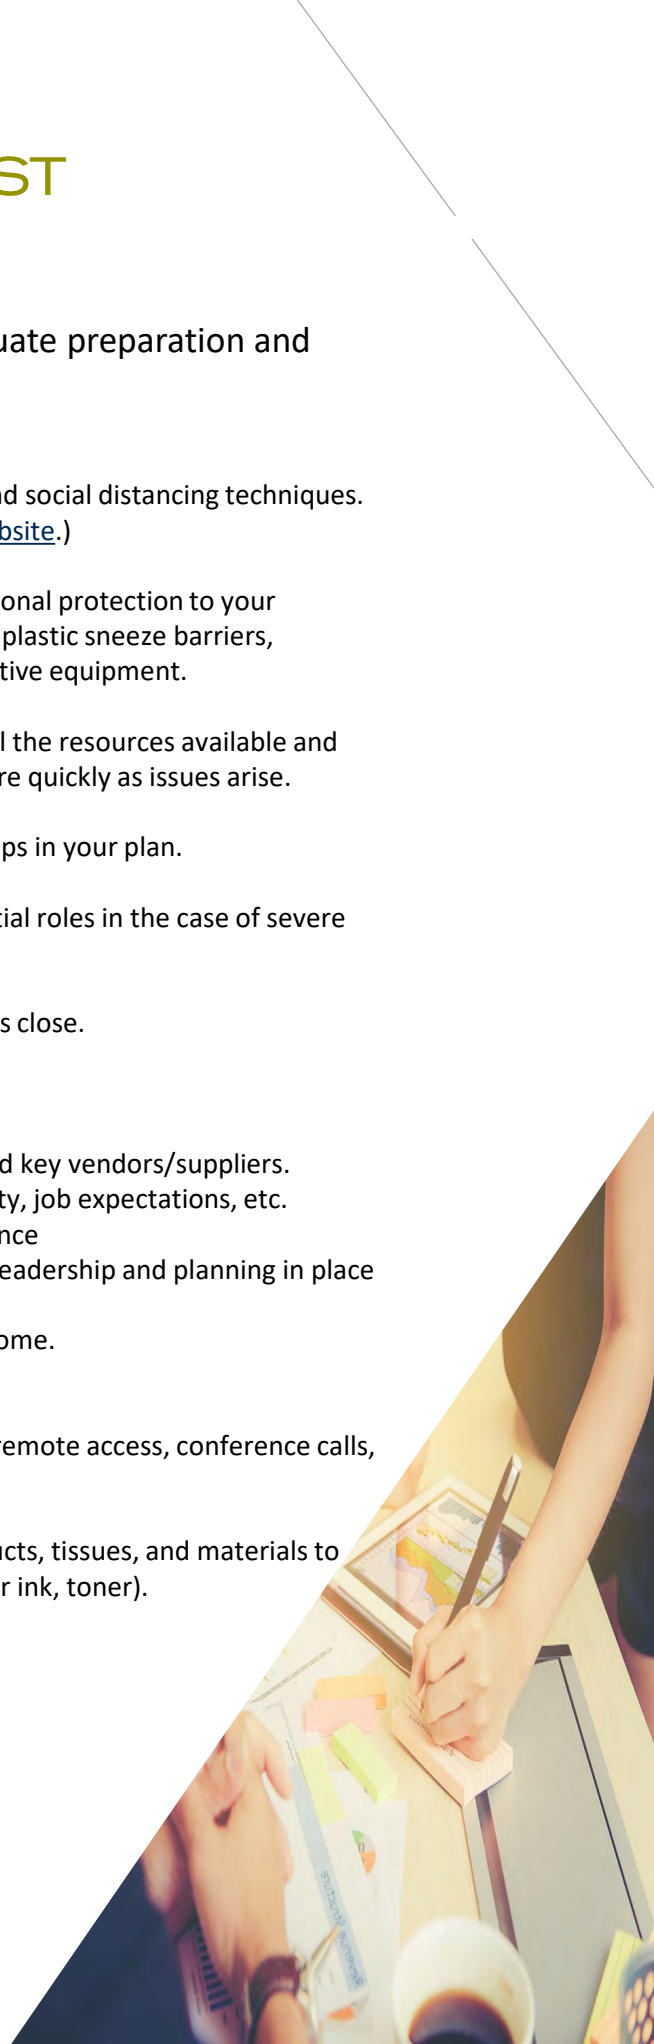 ST
uate preparation and
nd social distancing techniques.
bsite.)
onal protection to your
plastic sneeze barriers,
tive equipment.
l the resources available and
re quickly as issues arise.
ps in your plan.
tial roles in the case of severe
s close.
d key vendors/suppliers.
ty, job expectations, etc.
nce
eadership and planning in place
ome.
remote access, conference calls,
ucts, tissues, and materials to
r ink, toner).
Revenue Structure